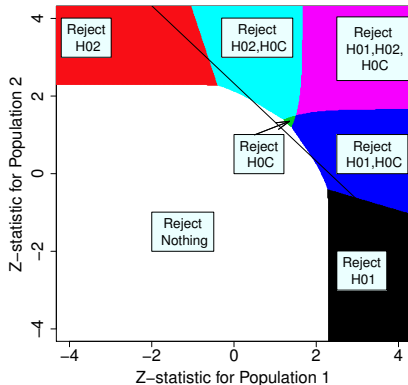 Z-statistic for Population 2
4
2
0
−2
−4
Reject
H02
Reject
H02,H0C
Reject
H01,H02,
H0C
Reject
H0C
Reject
H01,H0C
Reject
Nothing
Reject
H01
−4
−2
0
2
4
Z-statistic for Population 1